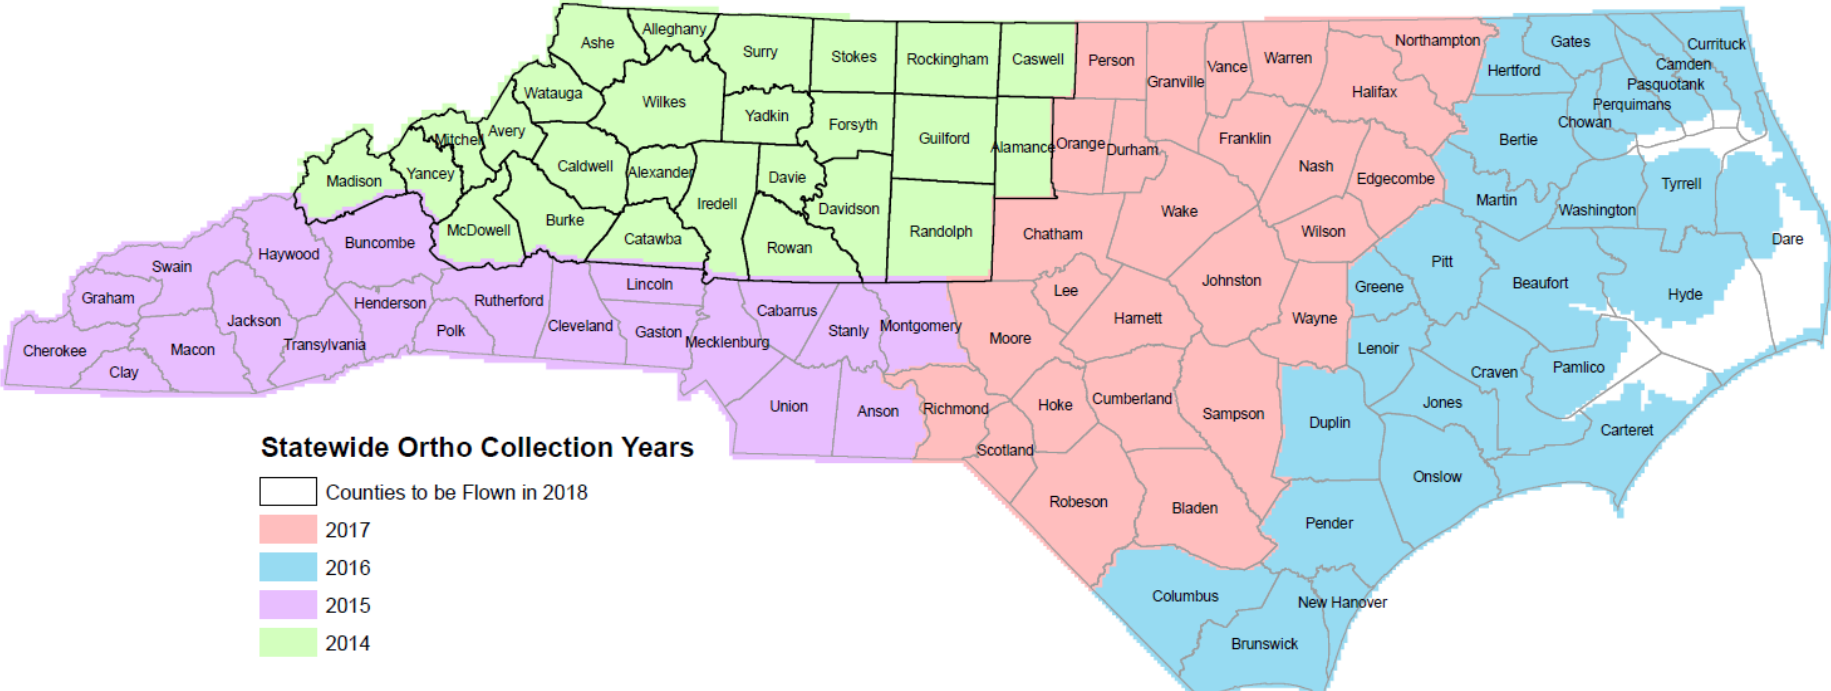 Alleghany
Ashe
Surry
Stokes
Rockingham
Caswell
Person
Granville
Vance
Warren
Northampton
Halifax
Gates
Hertford
Currituck
Camden
Pasquotank
Perquimans
Chowan
Watauga
Wilkes
Yadkin
Forsyth
Guilford
Alamance
Orange
Durham
Franklin
Nash
Edgecombe
Bertie
Mitchell
Avery
Madison
Yancey
Caldwell
Alexander
Iredell
Davie
Davidson
Randolph
Chatham
Wake
Wilson
Martin
Washington
Tyrrell
Dare
McDowell
Burke
Catawba
Rowan
Buncombe
Haywood
Swain
Graham
Cherokee
Clay
Macon
Jackson
Transylvania
Henderson
Polk
Rutherford
Cleveland
Lincoln
Gaston
Mecklenburg
Cabarrus
Stanly
Montgomery
Union
Anson
Moore
Lee
Harnett
Johnston
Wayne
Greene
Pitt
Beaufort
Hyde
Lenoir
Craven
Pamlico
Jones
Carteret
Richmond
Scotland
Hoke
Cumberland
Sampson
Duplin
Onslow
Robeson
Bladen
Pender
Columbus
New Hanover
Brunswick
Statewide Ortho Collection Years
Counties to be Flown in 2018
2017
2016
2015
2014